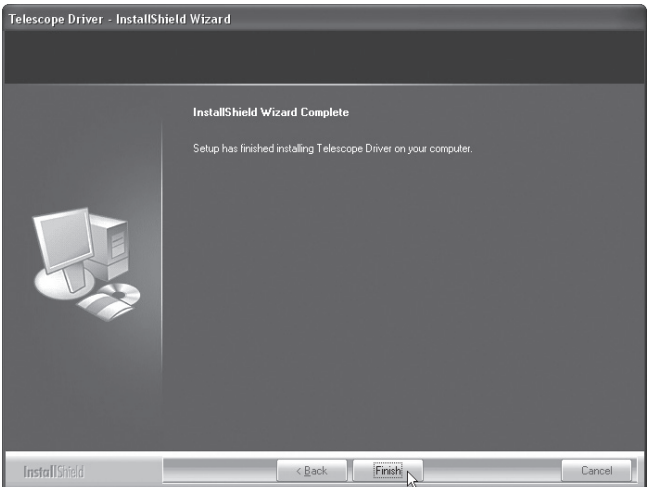 Telescope Driver - InstallShield Wizard
InstallShield Wizard Complete
Setup has finished installing Telescope Driver on your computer.
InstallShield
< Back
Finish
Cancel